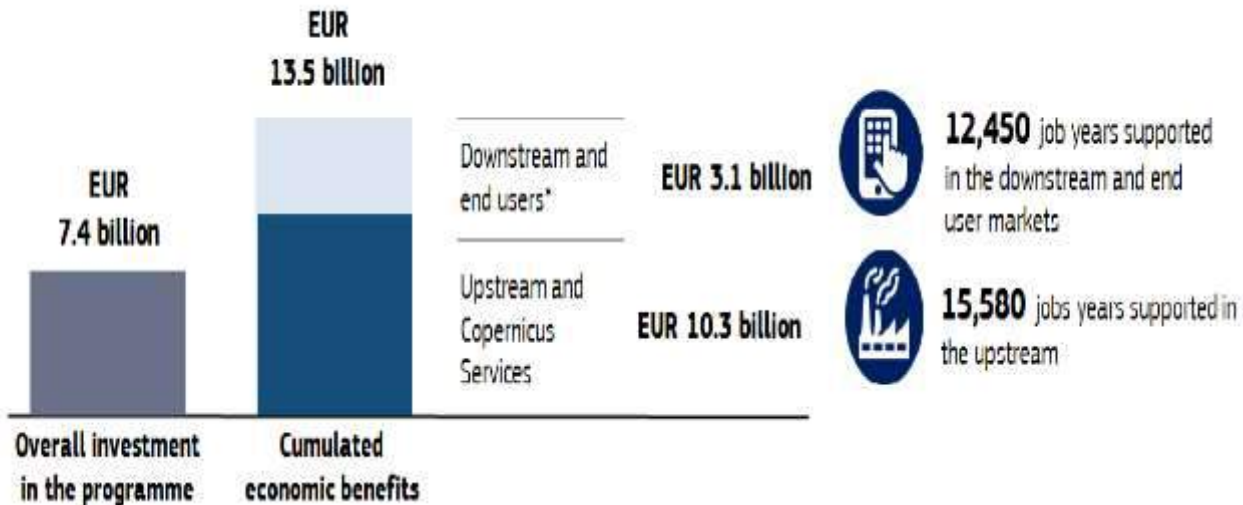 EUR
13.5 billion
EUR
7.4 billion
Downstream and
end users*
EUR 3.1 billion
12,450 job years supported
in the downstream and end
user markets
Upstream and
Copernicus
Services
EUR 10.3 billion
15,580 jobs years supported in
the upstream
Overall investment
in the programme
Cumulated
economic benefits